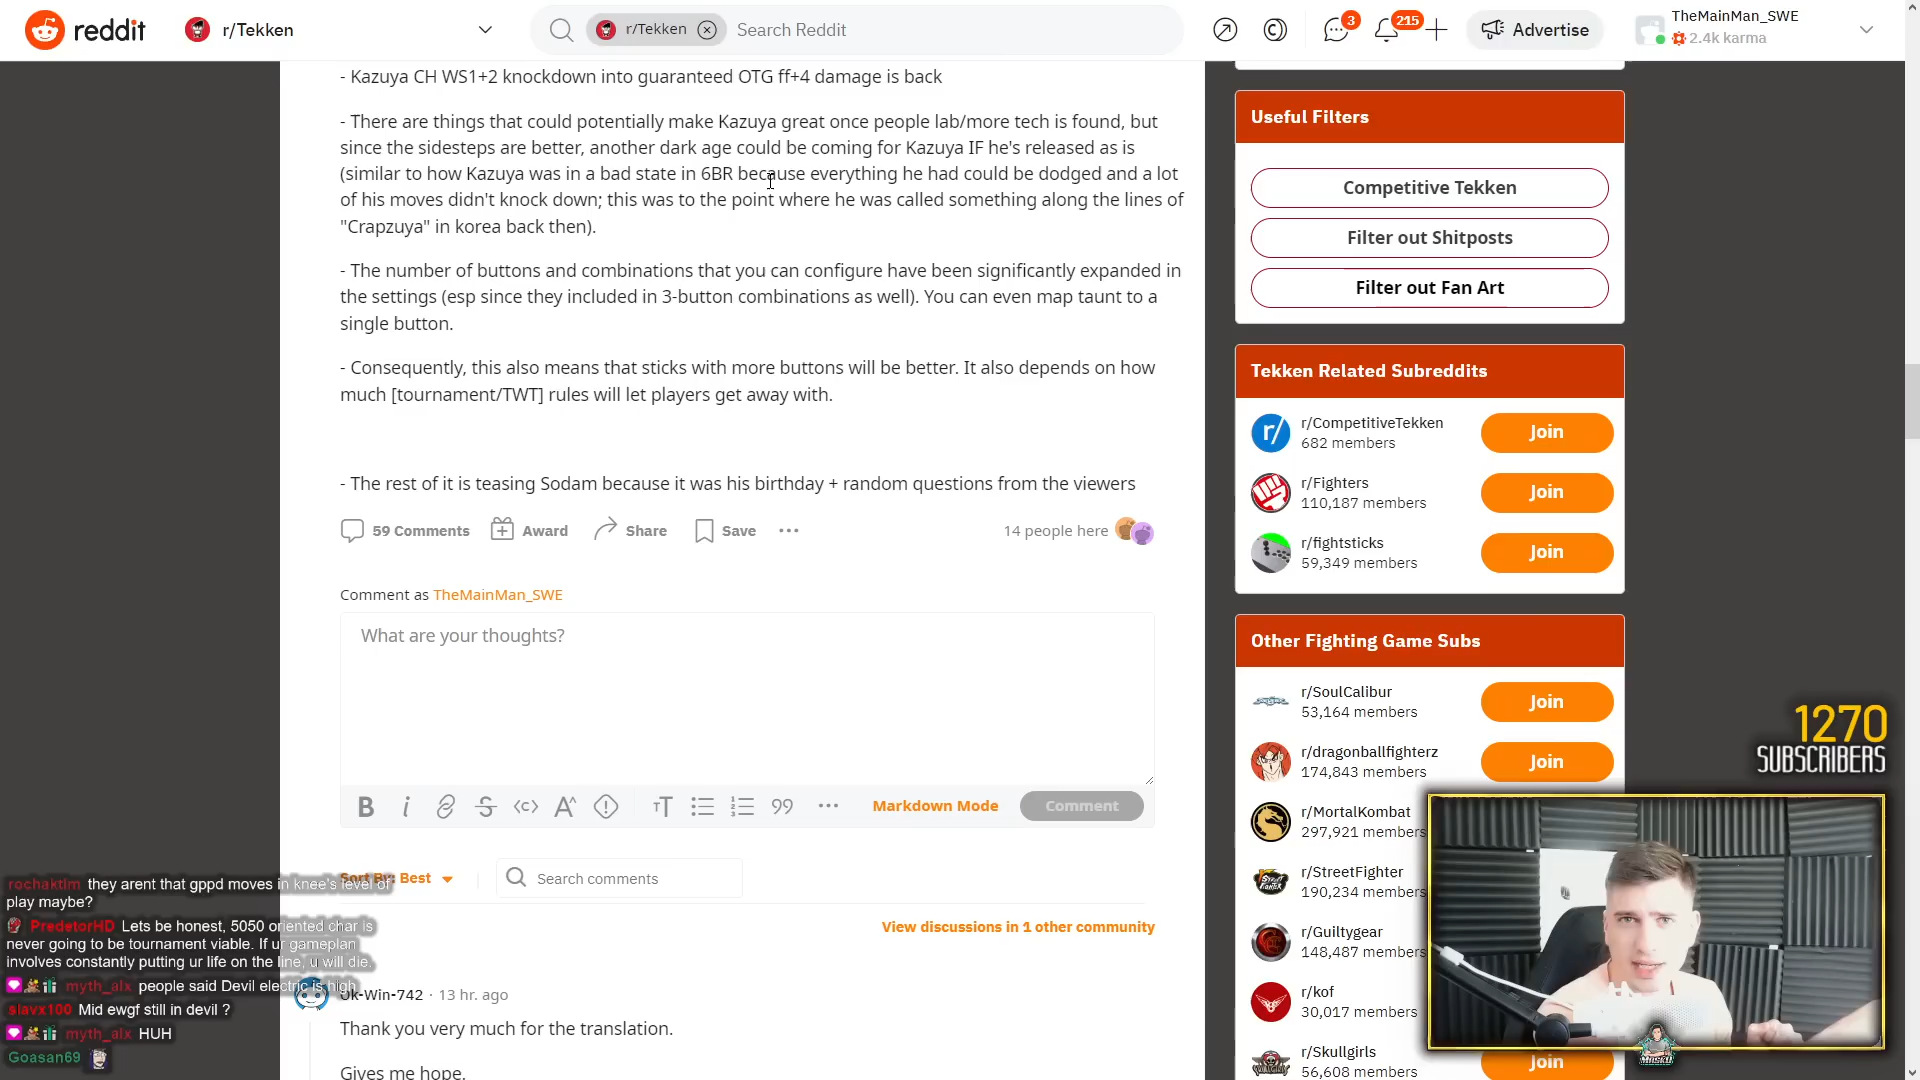 reddit
r/Tekken
r/Tekken
Search Reddit
3
215
Advertise
TheMainMan_SWE
2.4k karma
- Kazuya CH WS1+2 knockdown into guaranteed OTG ff+4 damage is back
- There are things that could potentially make Kazuya great once people lab/more tech is found, but
since the sidesteps are better, another dark age could be coming for Kazuya IF he's released as is
(similar to how Kazuya was in a bad state in 6BR because everything he had could be dodged and a lot
of his moves didn't knock down; this was to the point where he was called something along the lines of
"Crapzuya" in korea back then).
- The number of buttons and combinations that you can configure have been significantly expanded in
the settings (esp since they included in 3-button combinations as well). You can even map taunt to a
single button.
- Consequently, this also means that sticks with more buttons will be better. It also depends on how
much [tournament/TWT] rules will let players get away with.
- The rest of it is teasing Sodam because it was his birthday + random questions from the viewers
59 Comments
Award
Share
Save
14 people here
Comment as TheMainMan_SWE
What are your thoughts?
Markdown Mode
Comment
Sort By: Best
Search comments
View discussions in 1 other community
Ok-Win-742 · 13 hr. ago
Thank you very much for the translation.
Gives me hope.
Useful Filters
Competitive Tekken
Filter out Shitposts
Filter out Fan Art
Tekken Related Subreddits
r/CompetitiveTekken
682 members
Join
r/Fighters
110,187 members
Join
r/fightsticks
59,349 members
Join
Other Fighting Game Subs
r/SoulCalibur
53,164 members
Join
r/dragonballfighterz
174,843 members
Join
r/MortalKombat
297,921 members
r/StreetFighter
190,234 members
r/Guiltygear
148,487 members
r/kof
30,017 members
r/Skullgirls
56,608 members
Join
1270
SUBSCRIBERS
rochaktim they arent that gppd moves in knee's level of
play maybe?
PredetorHD Lets be honest, 5050 oriented char is
never going to be tournament viable. If ur gameplan
involves constantly putting ur life on the line, u will die.
myth_alx people said Devil electric is high
slavx100 Mid ewgf still in devil ?
myth_alx HUH
Goasan69